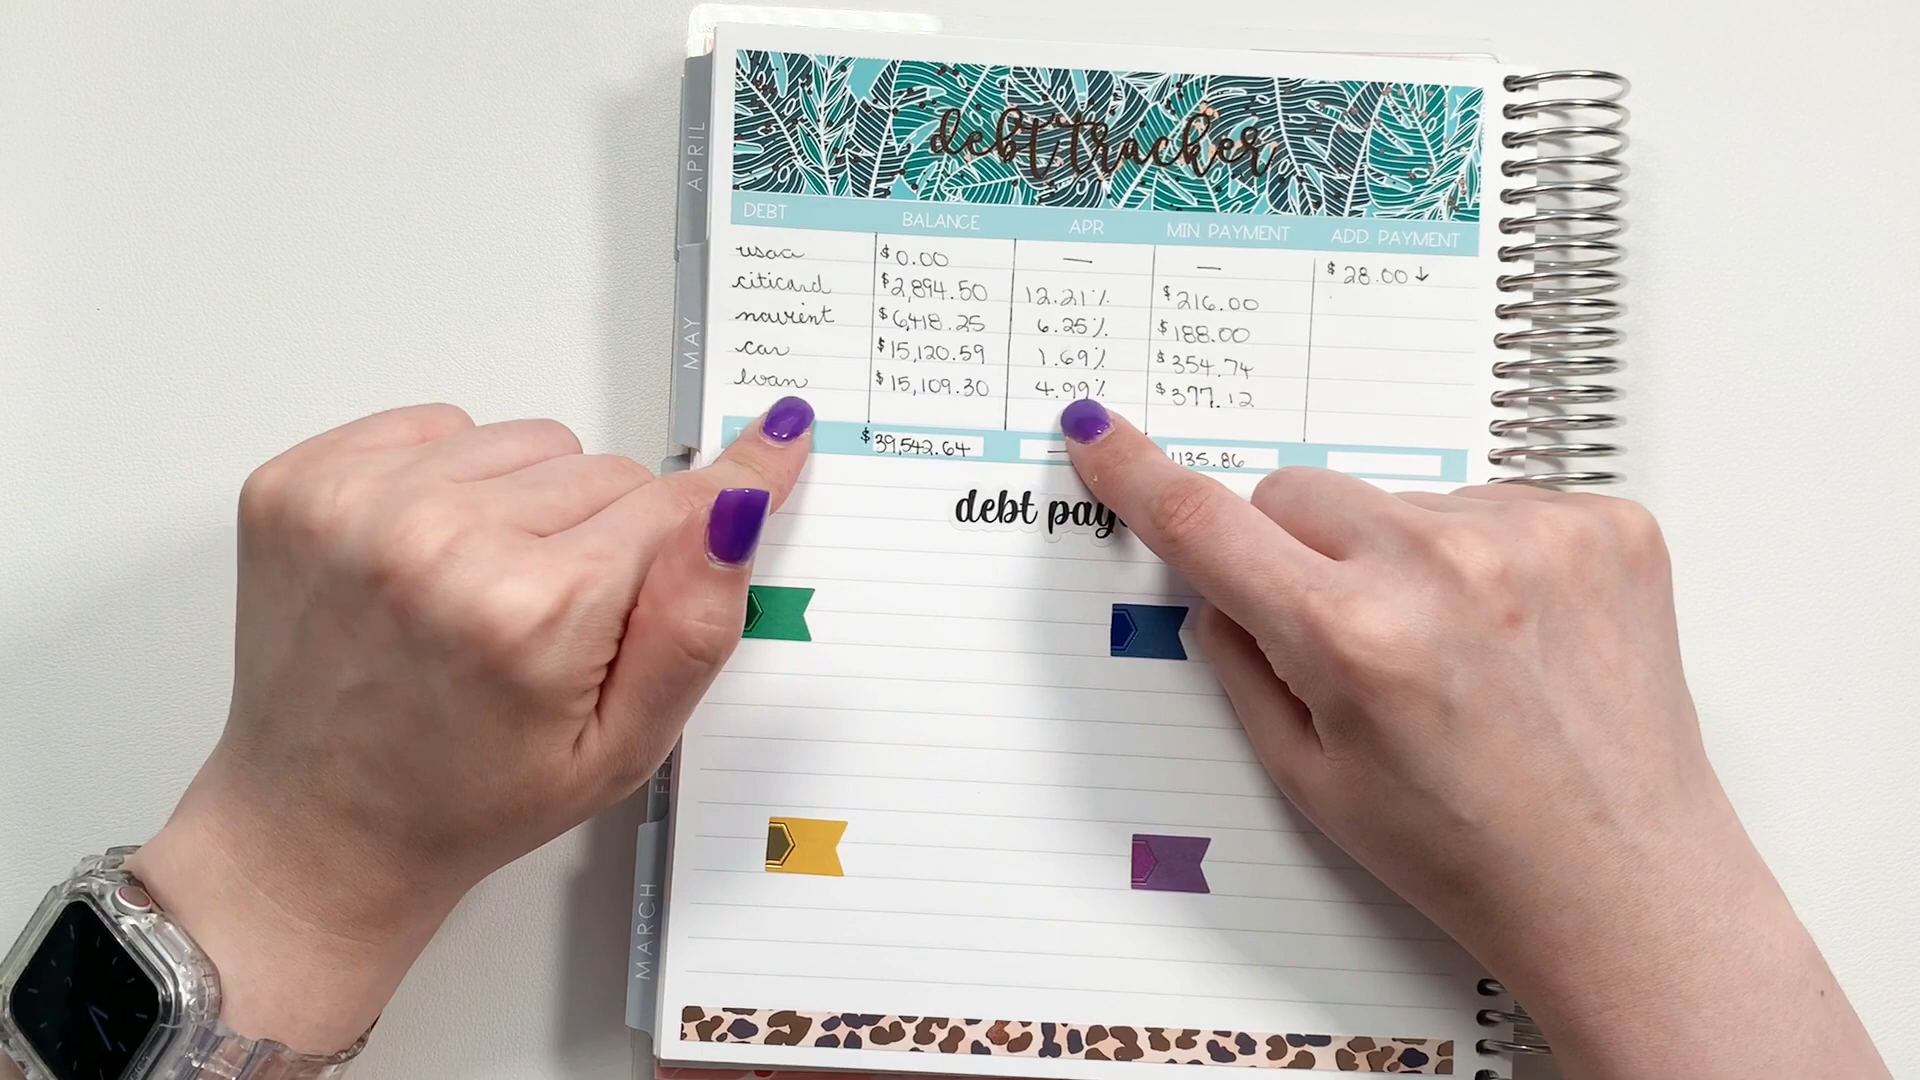 debt tracker
DEBT BALANCE APR MIN PAYMENT ADD PAYMENT
usaa $0.00 — — $28.00↓
citicard $2,894.50 12.21% $216.00
navient $6,418.25 6.25% $188.00
car $15,120.59 1.69% $354.74
loan $15,109.30 4.99% $377.12
$39,542.64 — 1135.86
debt pay
APRIL
MAY
MARCH